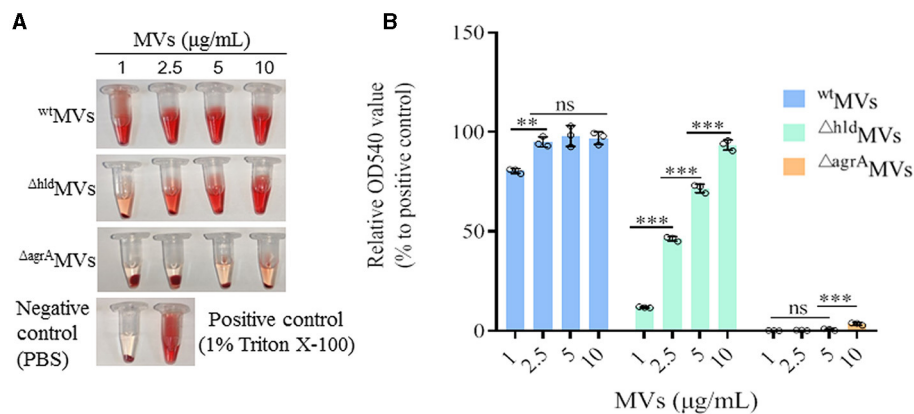 A
MVs (μg/mL)
1 2.5 5 10
wtMVs
ΔhldMVs
ΔagrAMVs
Negative
control
(PBS)
Positive control
(1% Triton X-100)
B
Relative OD540 value
(% to positive control)
150
100
50
0
** ns
*** *** ***
ns ***
wtMVs
△hldMVs
△agrAMVs
1 2.5 5 10 1 2.5 5 10 1 2.5 5 10
MVs (μg/mL)